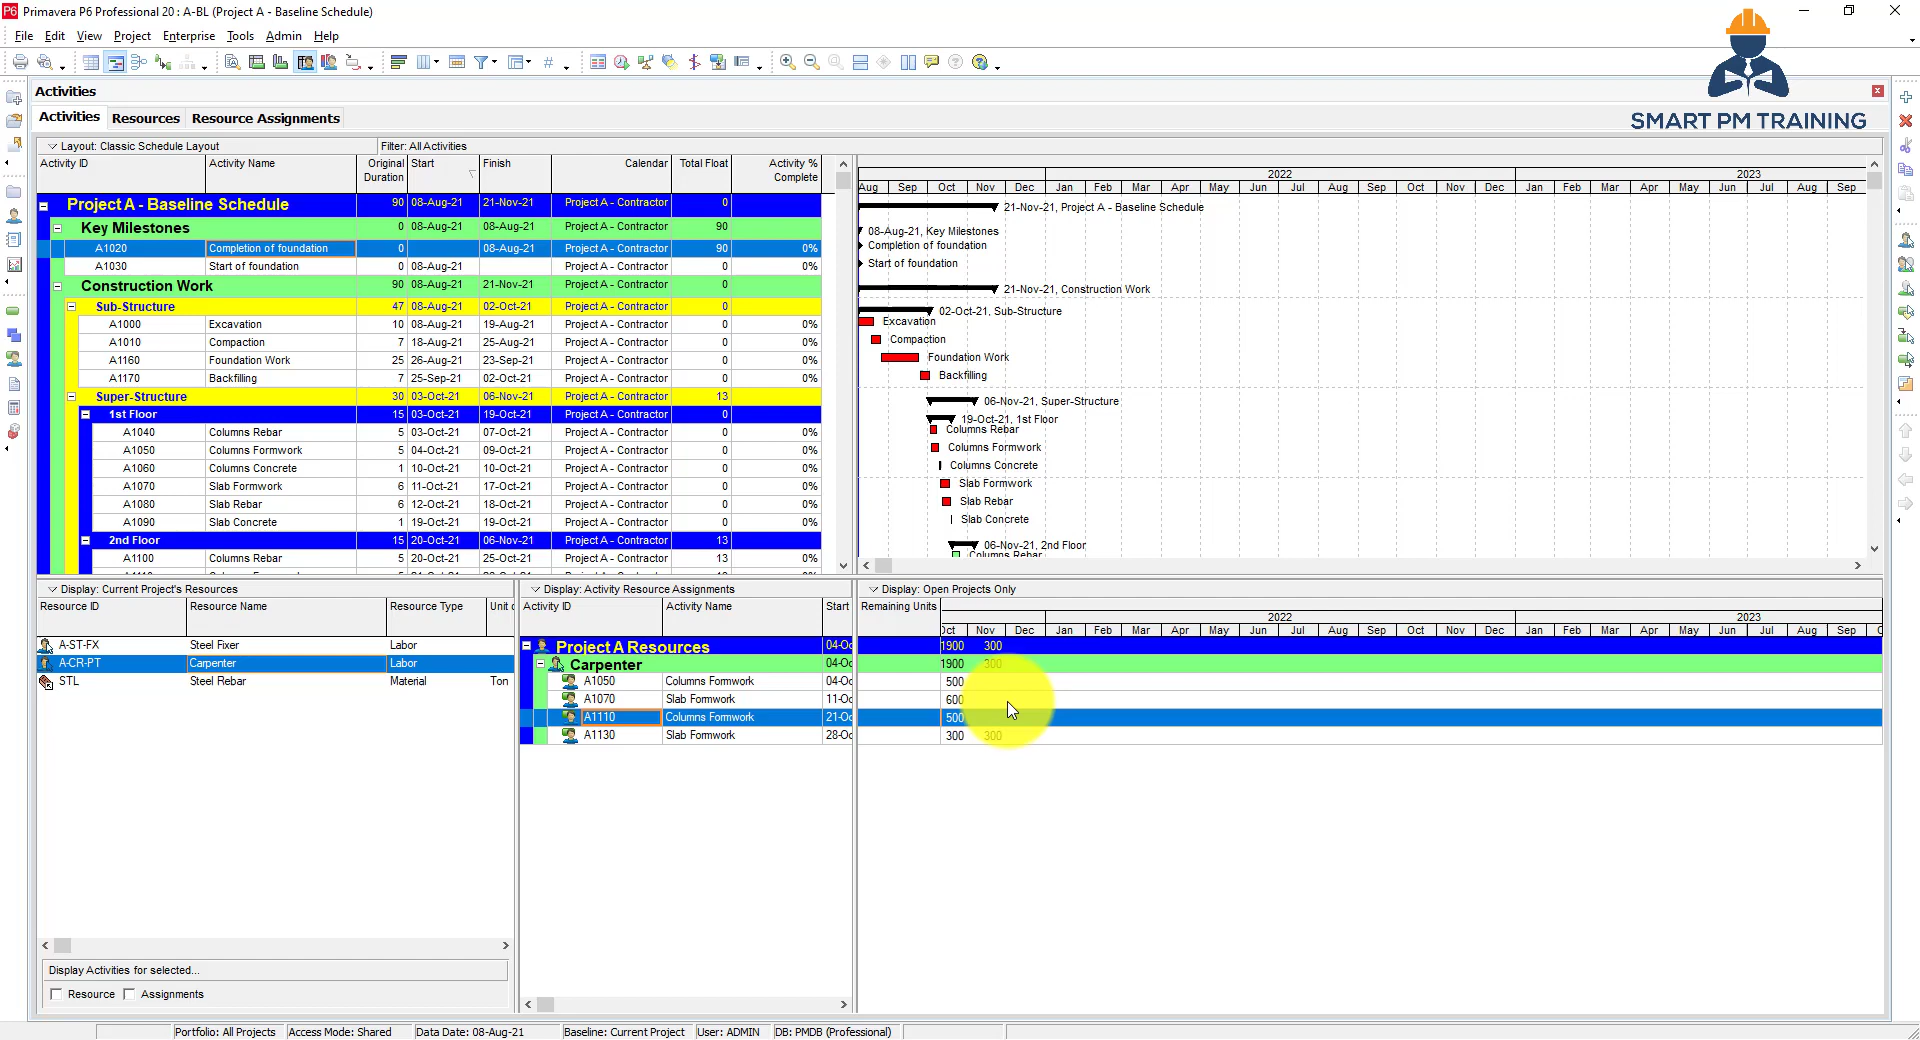 Primavera P6 Professional 20 : A-BL (Project A - Baseline Schedule)
File Edit View Project Enterprise Tools Admin Help
SMART PM TRAINING
Activities
Activities Resources Resource Assignments
Layout: Classic Schedule Layout Filter: All Activities
Activity ID Activity Name Original Duration Start Finish Calendar Total Float Activity % Complete
Project A - Baseline Schedule 90 08-Aug-21 21-Nov-21 Project A - Contractor 0
Key Milestones 0 08-Aug-21 08-Aug-21 Project A - Contractor 90
A1020 Completion of foundation 0 08-Aug-21 Project A - Contractor 90 0%
A1030 Start of foundation 0 08-Aug-21 Project A - Contractor 0 0%
Construction Work 90 08-Aug-21 21-Nov-21 Project A - Contractor 0
Sub-Structure 47 08-Aug-21 02-Oct-21 Project A - Contractor 0
A1000 Excavation 10 08-Aug-21 19-Aug-21 Project A - Contractor 0 0%
A1010 Compaction 7 18-Aug-21 25-Aug-21 Project A - Contractor 0 0%
A1160 Foundation Work 25 26-Aug-21 23-Sep-21 Project A - Contractor 0 0%
A1170 Backfilling 7 25-Sep-21 02-Oct-21 Project A - Contractor 0 0%
Super-Structure 30 03-Oct-21 06-Nov-21 Project A - Contractor 13
1st Floor 15 03-Oct-21 19-Oct-21 Project A - Contractor 0
A1040 Columns Rebar 5 03-Oct-21 07-Oct-21 Project A - Contractor 0 0%
A1050 Columns Formwork 5 04-Oct-21 09-Oct-21 Project A - Contractor 0 0%
A1060 Columns Concrete 1 10-Oct-21 10-Oct-21 Project A - Contractor 0 0%
A1070 Slab Formwork 6 11-Oct-21 17-Oct-21 Project A - Contractor 0 0%
A1080 Slab Rebar 6 12-Oct-21 18-Oct-21 Project A - Contractor 0 0%
A1090 Slab Concrete 1 19-Oct-21 19-Oct-21 Project A - Contractor 0 0%
2nd Floor 15 20-Oct-21 06-Nov-21 Project A - Contractor 13
A1100 Columns Rebar 5 20-Oct-21 25-Oct-21 Project A - Contractor 13 0%
2022 2023
Aug Sep Oct Nov Dec Jan Feb Mar Apr May Jun Jul Aug Sep Oct Nov Dec Jan Feb Mar Apr May Jun Jul Aug Sep
21-Nov-21, Project A - Baseline Schedule
08-Aug-21, Key Milestones
Completion of foundation
Start of foundation
21-Nov-21, Construction Work
02-Oct-21, Sub-Structure
Excavation
Compaction
Foundation Work
Backfilling
06-Nov-21, Super-Structure
19-Oct-21, 1st Floor
Columns Rebar
Columns Formwork
Columns Concrete
Slab Formwork
Slab Rebar
Slab Concrete
06-Nov-21, 2nd Floor
Columns Rebar
Display: Current Project's Resources
Resource ID Resource Name Resource Type Unit
A-ST-FX Steel Fixer Labor
A-CR-PT Carpenter Labor
STL Steel Rebar Material Ton
Display Activities for selected...
Resource Assignments
Display: Activity Resource Assignments
Activity ID Activity Name Start
Project A Resources 04-Oc
Carpenter 04-Oc
A1050 Columns Formwork 04-Oc
A1070 Slab Formwork 11-Oc
A1110 Columns Formwork 21-Oc
A1130 Slab Formwork 28-Oc
Display: Open Projects Only
Remaining Units
2022 2023
Oct Nov Dec Jan Feb Mar Apr May Jun Jul Aug Sep Oct Nov Dec Jan Feb Mar Apr May Jun Jul Aug Sep
1900 300
1900 300
500
600
500
300 300
Portfolio: All Projects Access Mode: Shared Data Date: 08-Aug-21 Baseline: Current Project User: ADMIN DB: PMDB (Professional)